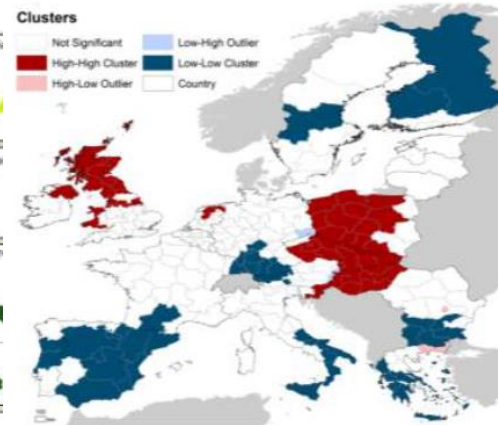 Clusters
Not Significant Low-High Outlier
High-High Cluster Low-Low Cluster
High-Low Outlier Country